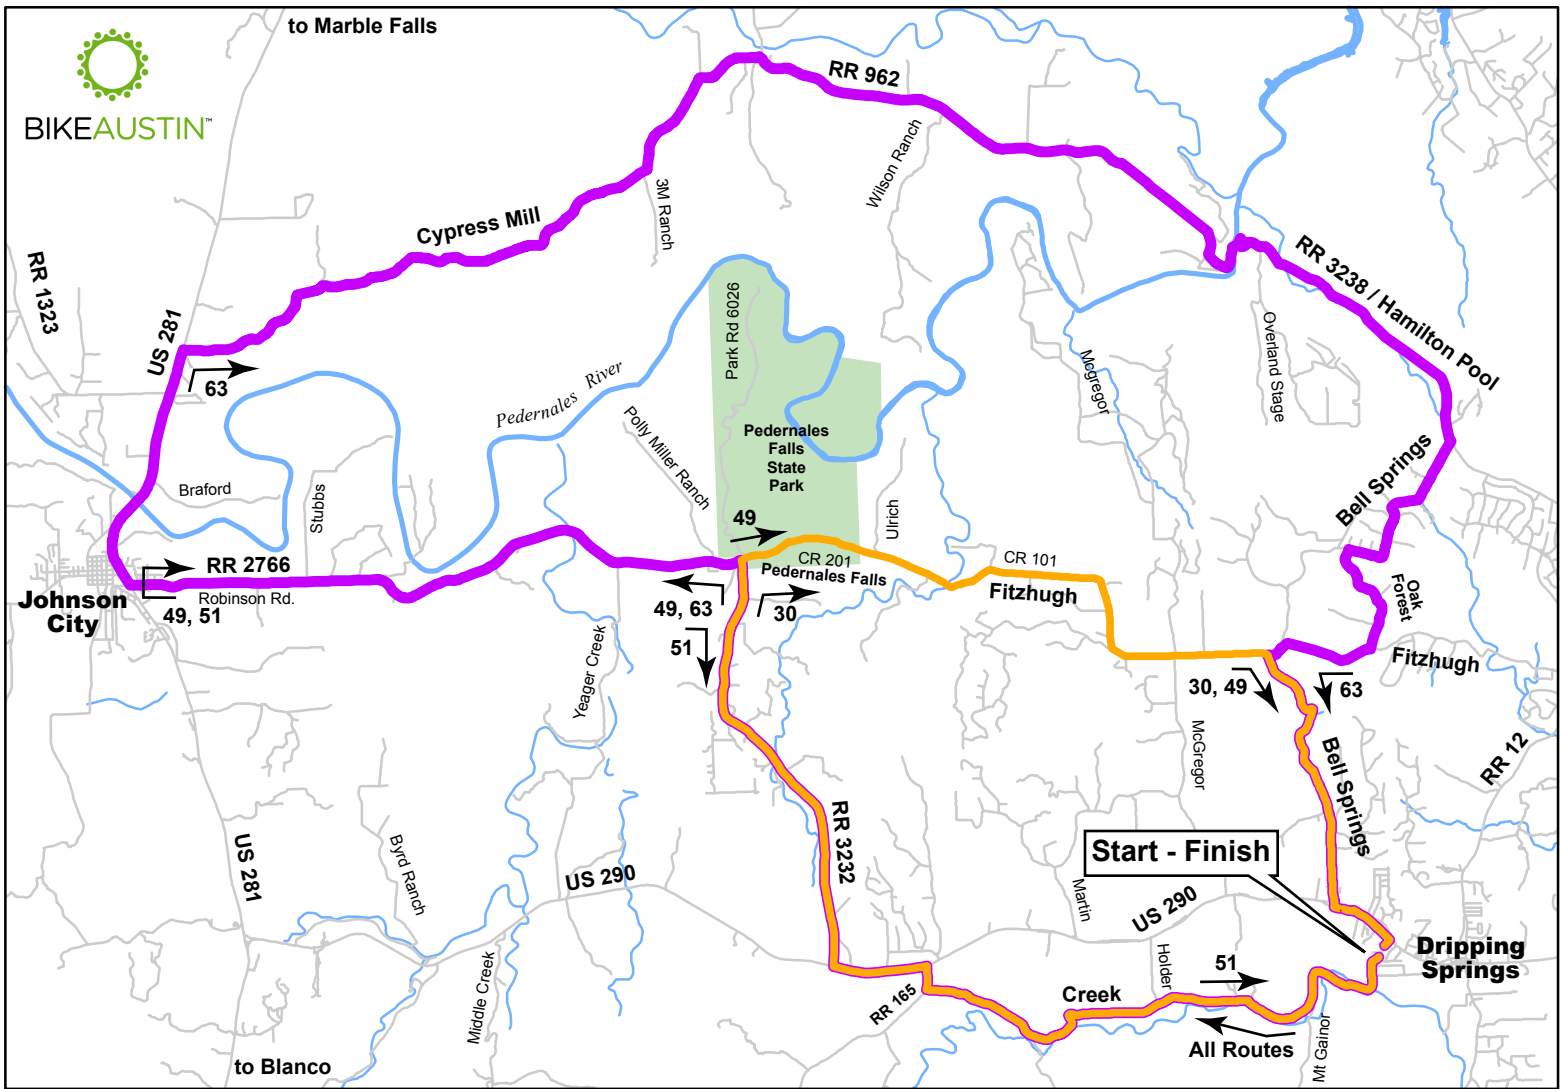 to Marble Falls
BIKEAUSTIN™
RR 962
Wilson Ranch
3M Ranch
Cypress Mill
RR 1323
US 281
63
RR 3238 / Hamilton Pool
Overland Stage
Mcgregor
Park Rd 6026
Pedernales River
Polly Miller Ranch
Pedernales
Falls
State
Park
Bell Springs
Braford
Stubbs
Ulrich
49
CR 201
Pedernales Falls
CR 101
Fitzhugh
RR 2766
Robinson Rd.
Johnson
City
49, 51
49, 63
30
51
Oak
Forest
Fitzhugh
30, 49
63
Yeager Creek
McGregor
Bell Springs
RR 12
RR 3232
US 281
Byrd Ranch
US 290
Start - Finish
Martin
US 290
Holder
Dripping
Springs
51
Middle Creek
RR 165
Creek
All Routes
Mt Gainor
to Blanco